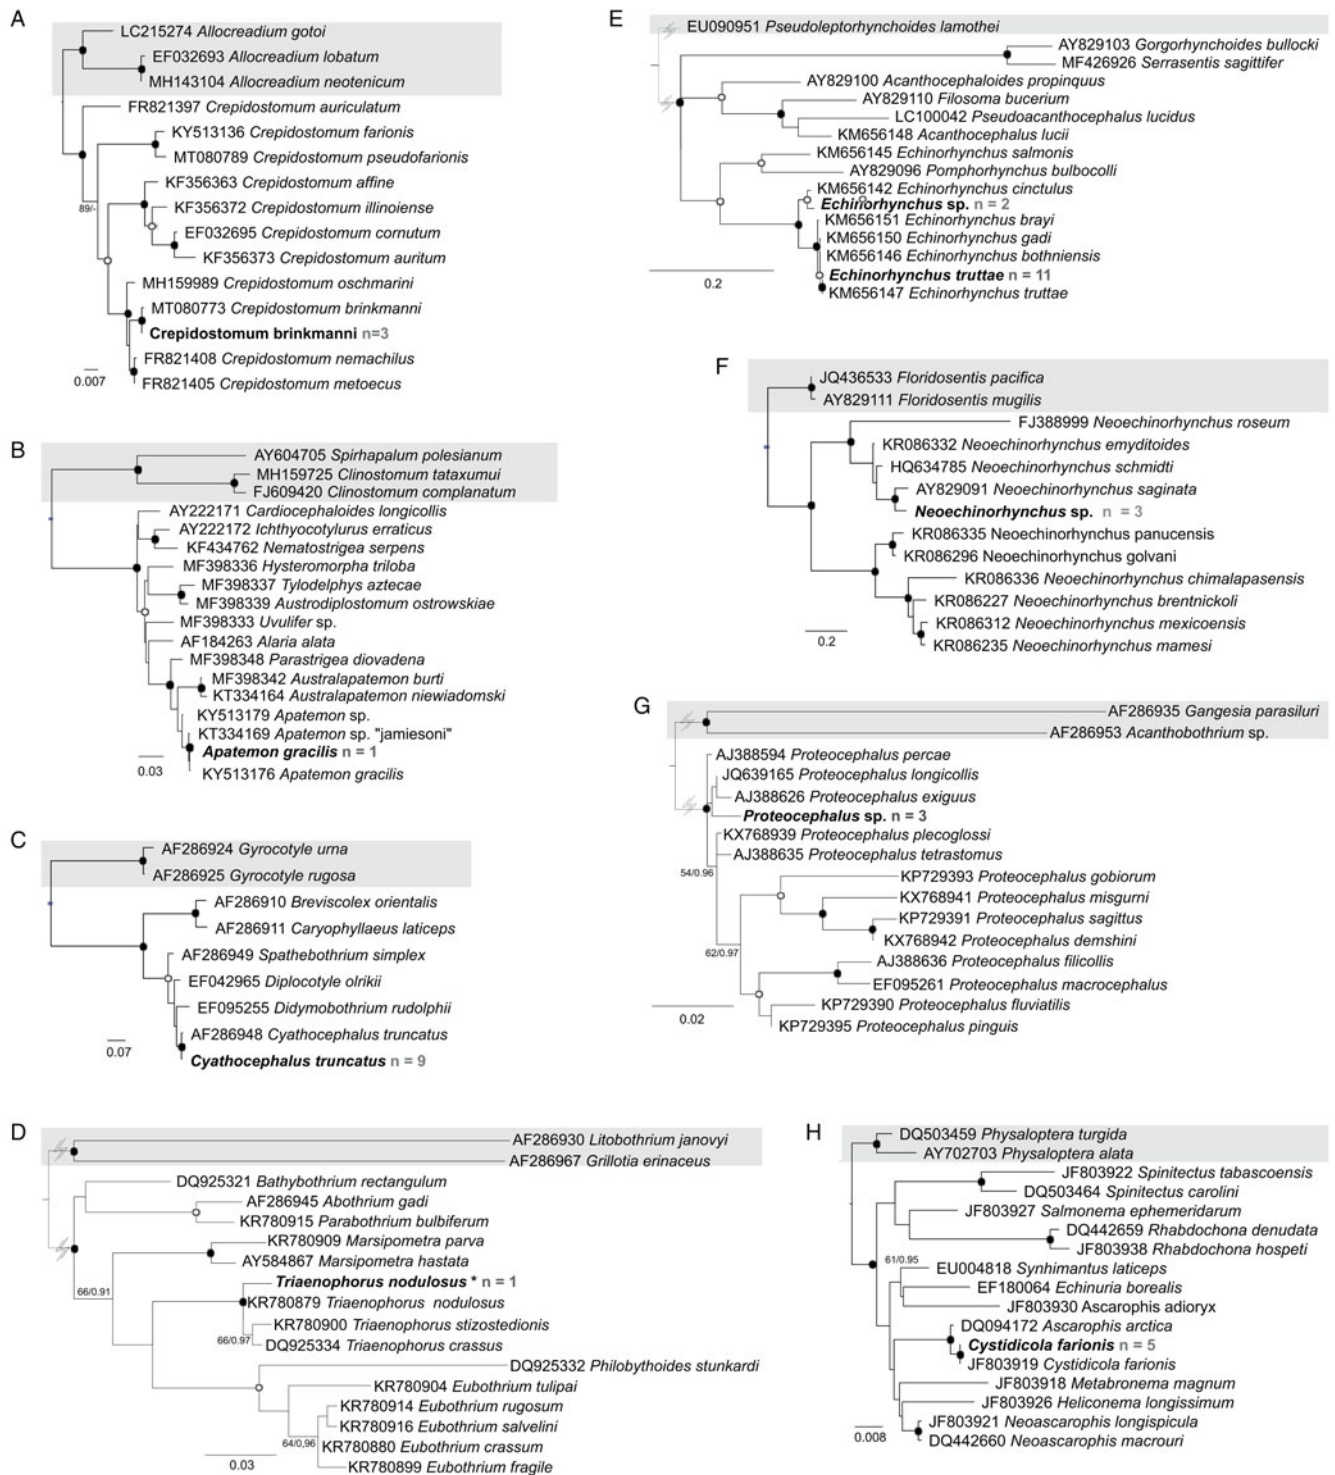 A
LC215274 Allocreadium gotoi
EF032693 Allocreadium lobatum
MH143104 Allocreadium neotenicum
FR821397 Crepidostomum auriculatum
KY513136 Crepidostomum farionis
MT080789 Crepidostomum pseudofarionis
KF356363 Crepidostomum affine
89/-
KF356372 Crepidostomum illinoiense
EF032695 Crepidostomum cornutum
KF356373 Crepidostomum auritum
MH159989 Crepidostomum oschmarini
MT080773 Crepidostomum brinkmanni
Crepidostomum brinkmanni n=3
FR821408 Crepidostomum nemachilus
FR821405 Crepidostomum metoecus
0.007
B
AY604705 Spirhapalum polesianum
MH159725 Clinostomum tataxumui
FJ609420 Clinostomum complanatum
AY222171 Cardiocephaloides longicollis
AY222172 Ichthyocotylurus erraticus
KF434762 Nematostrigea serpens
MF398336 Hysteromorpha triloba
MF398337 Tylodelphys aztecae
MF398339 Austrodiplostomum ostrowskiae
MF398333 Uvulifer sp.
AF184263 Alaria alata
MF398348 Parastrigea diovadena
MF398342 Australapatemon burti
KT334164 Australapatemon niewiadomski
KY513179 Apatemon sp.
KT334169 Apatemon sp. "jamiesoni"
Apatemon gracilis n = 1
KY513176 Apatemon gracilis
0.03
C
AF286924 Gyrocotyle urna
AF286925 Gyrocotyle rugosa
AF286910 Breviscolex orientalis
AF286911 Caryophyllaeus laticeps
AF286949 Spathebothrium simplex
EF042965 Diplocotyle olrikii
EF095255 Didymobothrium rudolphii
AF286948 Cyathocephalus truncatus
Cyathocephalus truncatus n = 9
0.07
D
AF286930 Litobothrium janovyi
AF286967 Grillotia erinaceus
DQ925321 Bathybothrium rectangulum
AF286945 Abothrium gadi
KR780915 Parabothrium bulbiferum
KR780909 Marsipometra parva
AY584867 Marsipometra hastata
66/0.91
Triaenophorus nodulosus * n = 1
KR780879 Triaenophorus nodulosus
KR780900 Triaenophorus stizostedionis
66/0.97
DQ925334 Triaenophorus crassus
DQ925332 Philobythoides stunkardi
KR780904 Eubothrium tulipai
KR780914 Eubothrium rugosum
KR780916 Eubothrium salvelini
64/0,96
KR780880 Eubothrium crassum
KR780899 Eubothrium fragile
0.03
E
EU090951 Pseudoleptorhynchoides lamothei
AY829103 Gorgorhynchoides bullocki
MF426926 Serrasentis sagittifer
AY829100 Acanthocephaloides propinquus
AY829110 Filosoma bucerium
LC100042 Pseudoacanthocephalus lucidus
KM656148 Acanthocephalus lucii
KM656145 Echinorhynchus salmonis
AY829096 Pomphorhynchus bulbocolli
KM656142 Echinorhynchus cinctulus
Echinorhynchus sp. n = 2
KM656151 Echinorhynchus brayi
KM656150 Echinorhynchus gadi
KM656146 Echinorhynchus bothniensis
Echinorhynchus truttae n = 11
KM656147 Echinorhynchus truttae
0.2
F
JQ436533 Floridosentis pacifica
AY829111 Floridosentis mugilis
FJ388999 Neoechinorhynchus roseum
KR086332 Neoechinorhynchus emyditoides
HQ634785 Neoechinorhynchus schmidti
AY829091 Neoechinorhynchus saginata
Neoechinorhynchus sp. n = 3
KR086335 Neoechinorhynchus panucensis
KR086296 Neoechinorhynchus golvani
KR086336 Neoechinorhynchus chimalapasensis
KR086227 Neoechinorhynchus brentnickoli
KR086312 Neoechinorhynchus mexicoensis
KR086235 Neoechinorhynchus mamesi
0.2
G
AF286935 Gangesia parasiluri
AF286953 Acanthobothrium sp.
AJ388594 Proteocephalus percae
JQ639165 Proteocephalus longicollis
AJ388626 Proteocephalus exiguus
Proteocephalus sp. n = 3
KX768939 Proteocephalus plecoglossi
AJ388635 Proteocephalus tetrastomus
54/0.96
KP729393 Proteocephalus gobiorum
KX768941 Proteocephalus misgurni
KP729391 Proteocephalus sagittus
KX768942 Proteocephalus demshini
62/0.97
AJ388636 Proteocephalus filicollis
EF095261 Proteocephalus macrocephalus
KP729390 Proteocephalus fluviatilis
KP729395 Proteocephalus pinguis
0.02
H
DQ503459 Physaloptera turgida
AY702703 Physaloptera alata
JF803922 Spinitectus tabascoensis
DQ503464 Spinitectus carolini
JF803927 Salmonema ephemeridarum
DQ442659 Rhabdochona denudata
JF803938 Rhabdochona hospeti
61/0.95
EU004818 Synhimantus laticeps
EF180064 Echinuria borealis
JF803930 Ascarophis adioryx
DQ094172 Ascarophis arctica
Cystidicola farionis n = 5
JF803919 Cystidicola farionis
JF803918 Metabronema magnum
JF803926 Heliconema longissimum
JF803921 Neoascarophis longispicula
DQ442660 Neoascarophis macrouri
0.008